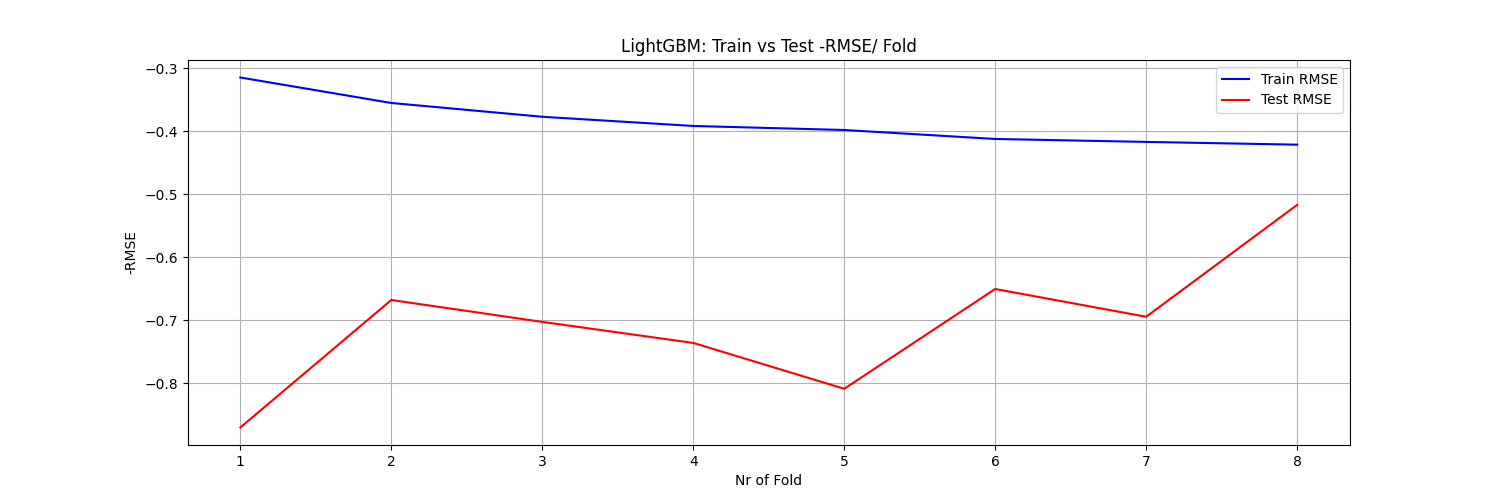 LightGBM: Train vs Test -RMSE/ Fold
Train RMSE
Test RMSE
-RMSE
−0.3
−0.4
−0.5
−0.6
−0.7
−0.8
1 2 3 4 5 6 7 8
Nr of Fold